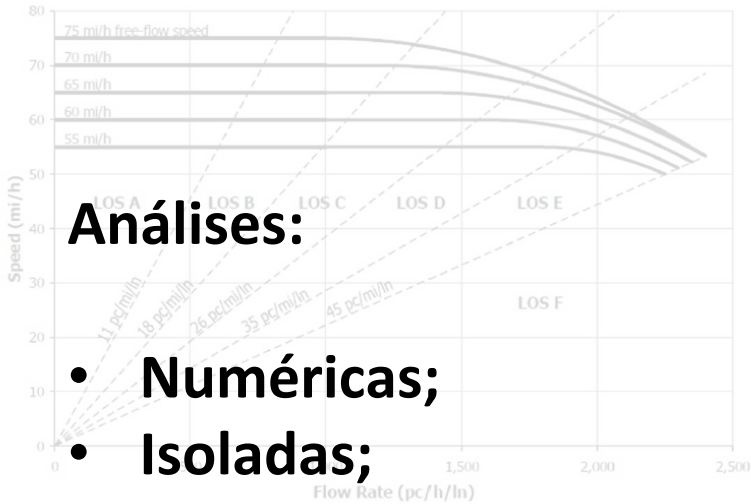 80
75 mi/h free-flow speed
70 mi/h
70
65 mi/h
60
60 mi/h
55 mi/h
50
LOS A LOS B LOS C LOS D LOS E
Análises:
40
Speed (mi/h)
30
11 pc/mi/ln
18 pc/mi/ln
26 pc/mi/ln
35 pc/mi/ln
45 pc/mi/ln
LOS F
20
• Numéricas;
10
• Isoladas;
0
0 1,500 2,000 2,500
Flow Rate (pc/h/ln)